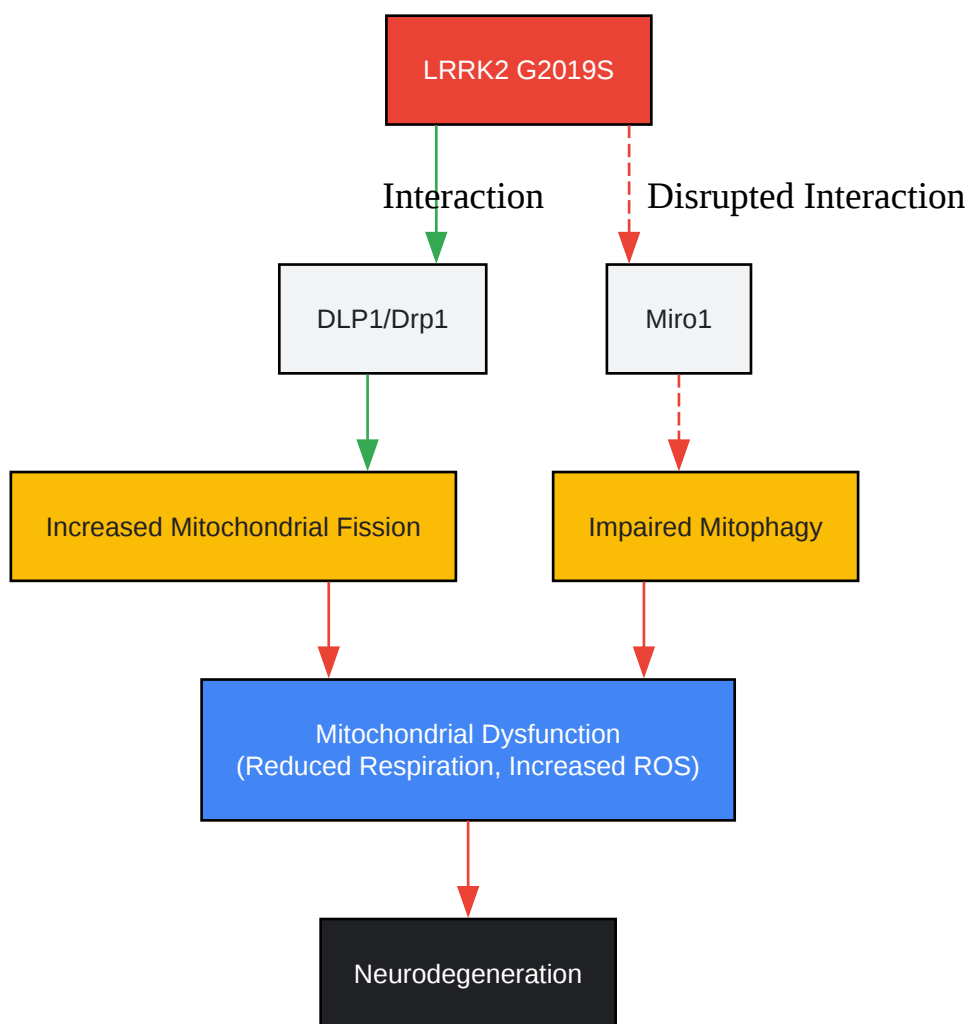 LRRK2 G2019S
Interaction
Disrupted Interaction
DLP1/Drp1
Miro1
Increased Mitochondrial Fission
Impaired Mitophagy
Mitochondrial Dysfunction
(Reduced Respiration, Increased ROS)
Neurodegeneration